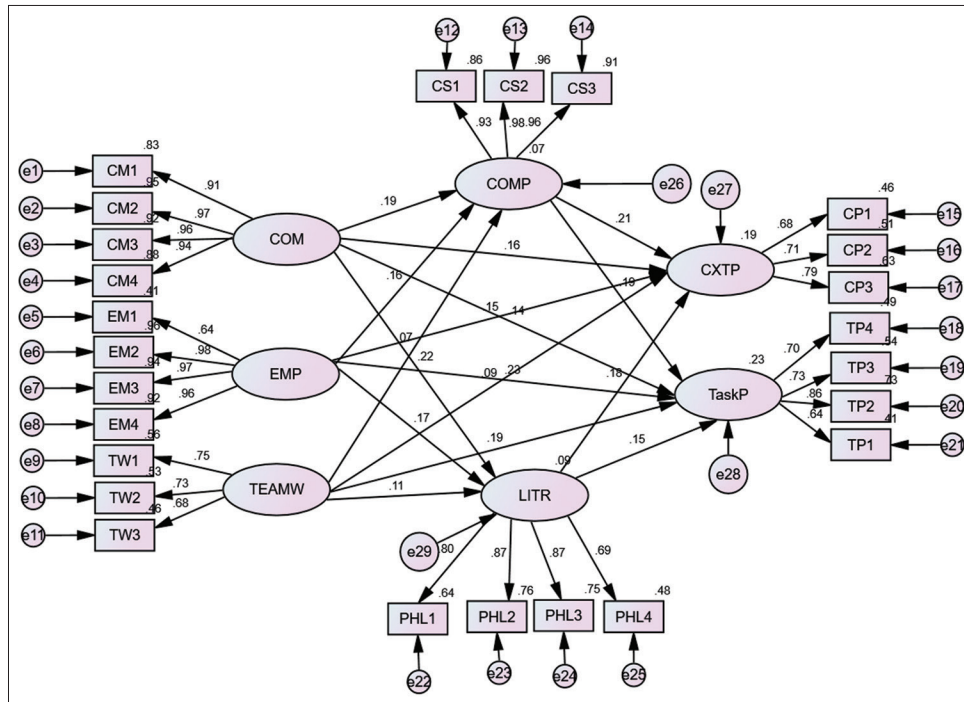 e12
e13
e14
.86
.96
.91
CS1
CS2
CS3
.93
.98
.96
.07
COMP
e26
e27
.83
e1
CM1
.95
.91
e2
CM2
.92
.97
e3
CM3
.96
.88
e4
CM4
.94
.41
COM
.19
.16
.21
.19
CXTP
.46
.68
CP1
e15
.51
.71
CP2
e16
.63
.79
CP3
e17
.49
e5
EM1
.96
.64
e6
EM2
.94
.98
e7
EM3
.97
.92
e8
EM4
.96
.56
EMP
.16
.15
.14
.19
.07
.22
.09
.23
.18
.17
.23
TaskP
.70
TP4
e18
.54
.73
TP3
e19
.73
.86
TP2
e20
.41
.64
TP1
e21
e28
e9
TW1
.53
.75
e10
TW2
.46
.73
e11
TW3
.68
TEAMW
.19
.11
.15
.09
LITR
e29
.80
.87
.87
.69
.64
.76
.75
.48
PHL1
PHL2
PHL3
PHL4
e22
e23
e24
e25